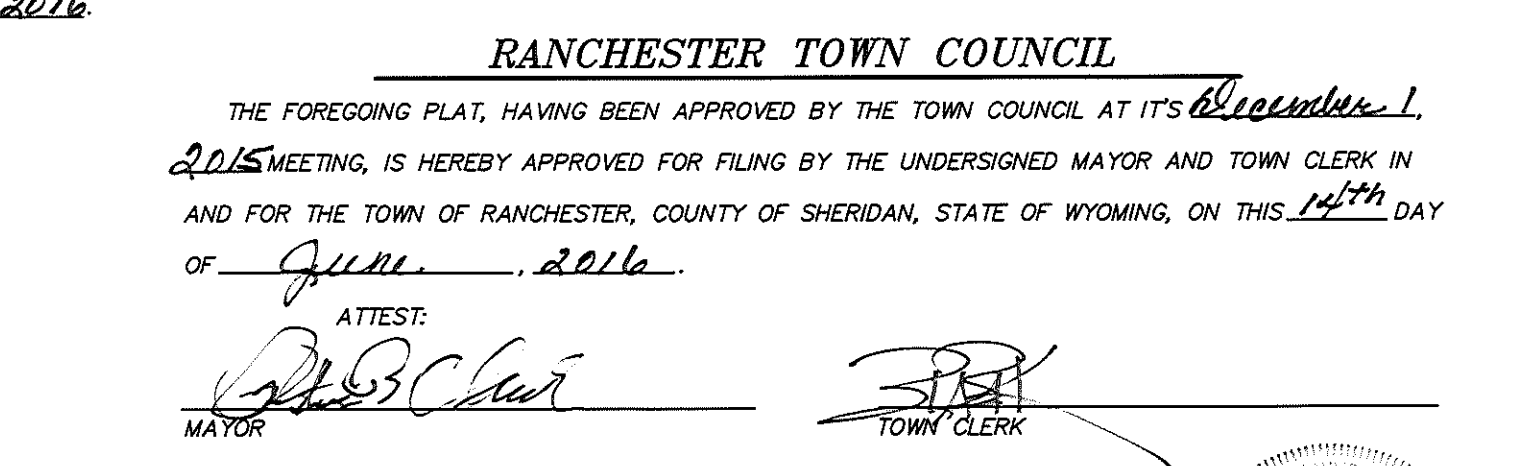 2016.
RANCHESTER TOWN COUNCIL
THE FOREGOING PLAT, HAVING BEEN APPROVED BY THE TOWN COUNCIL AT IT'S December 1,
2015 MEETING, IS HEREBY APPROVED FOR FILING BY THE UNDERSIGNED MAYOR AND TOWN CLERK IN
AND FOR THE TOWN OF RANCHESTER, COUNTY OF SHERIDAN, STATE OF WYOMING, ON THIS 14th DAY
OF June. , 2016.
ATTEST:
MAYOR
TOWN CLERK